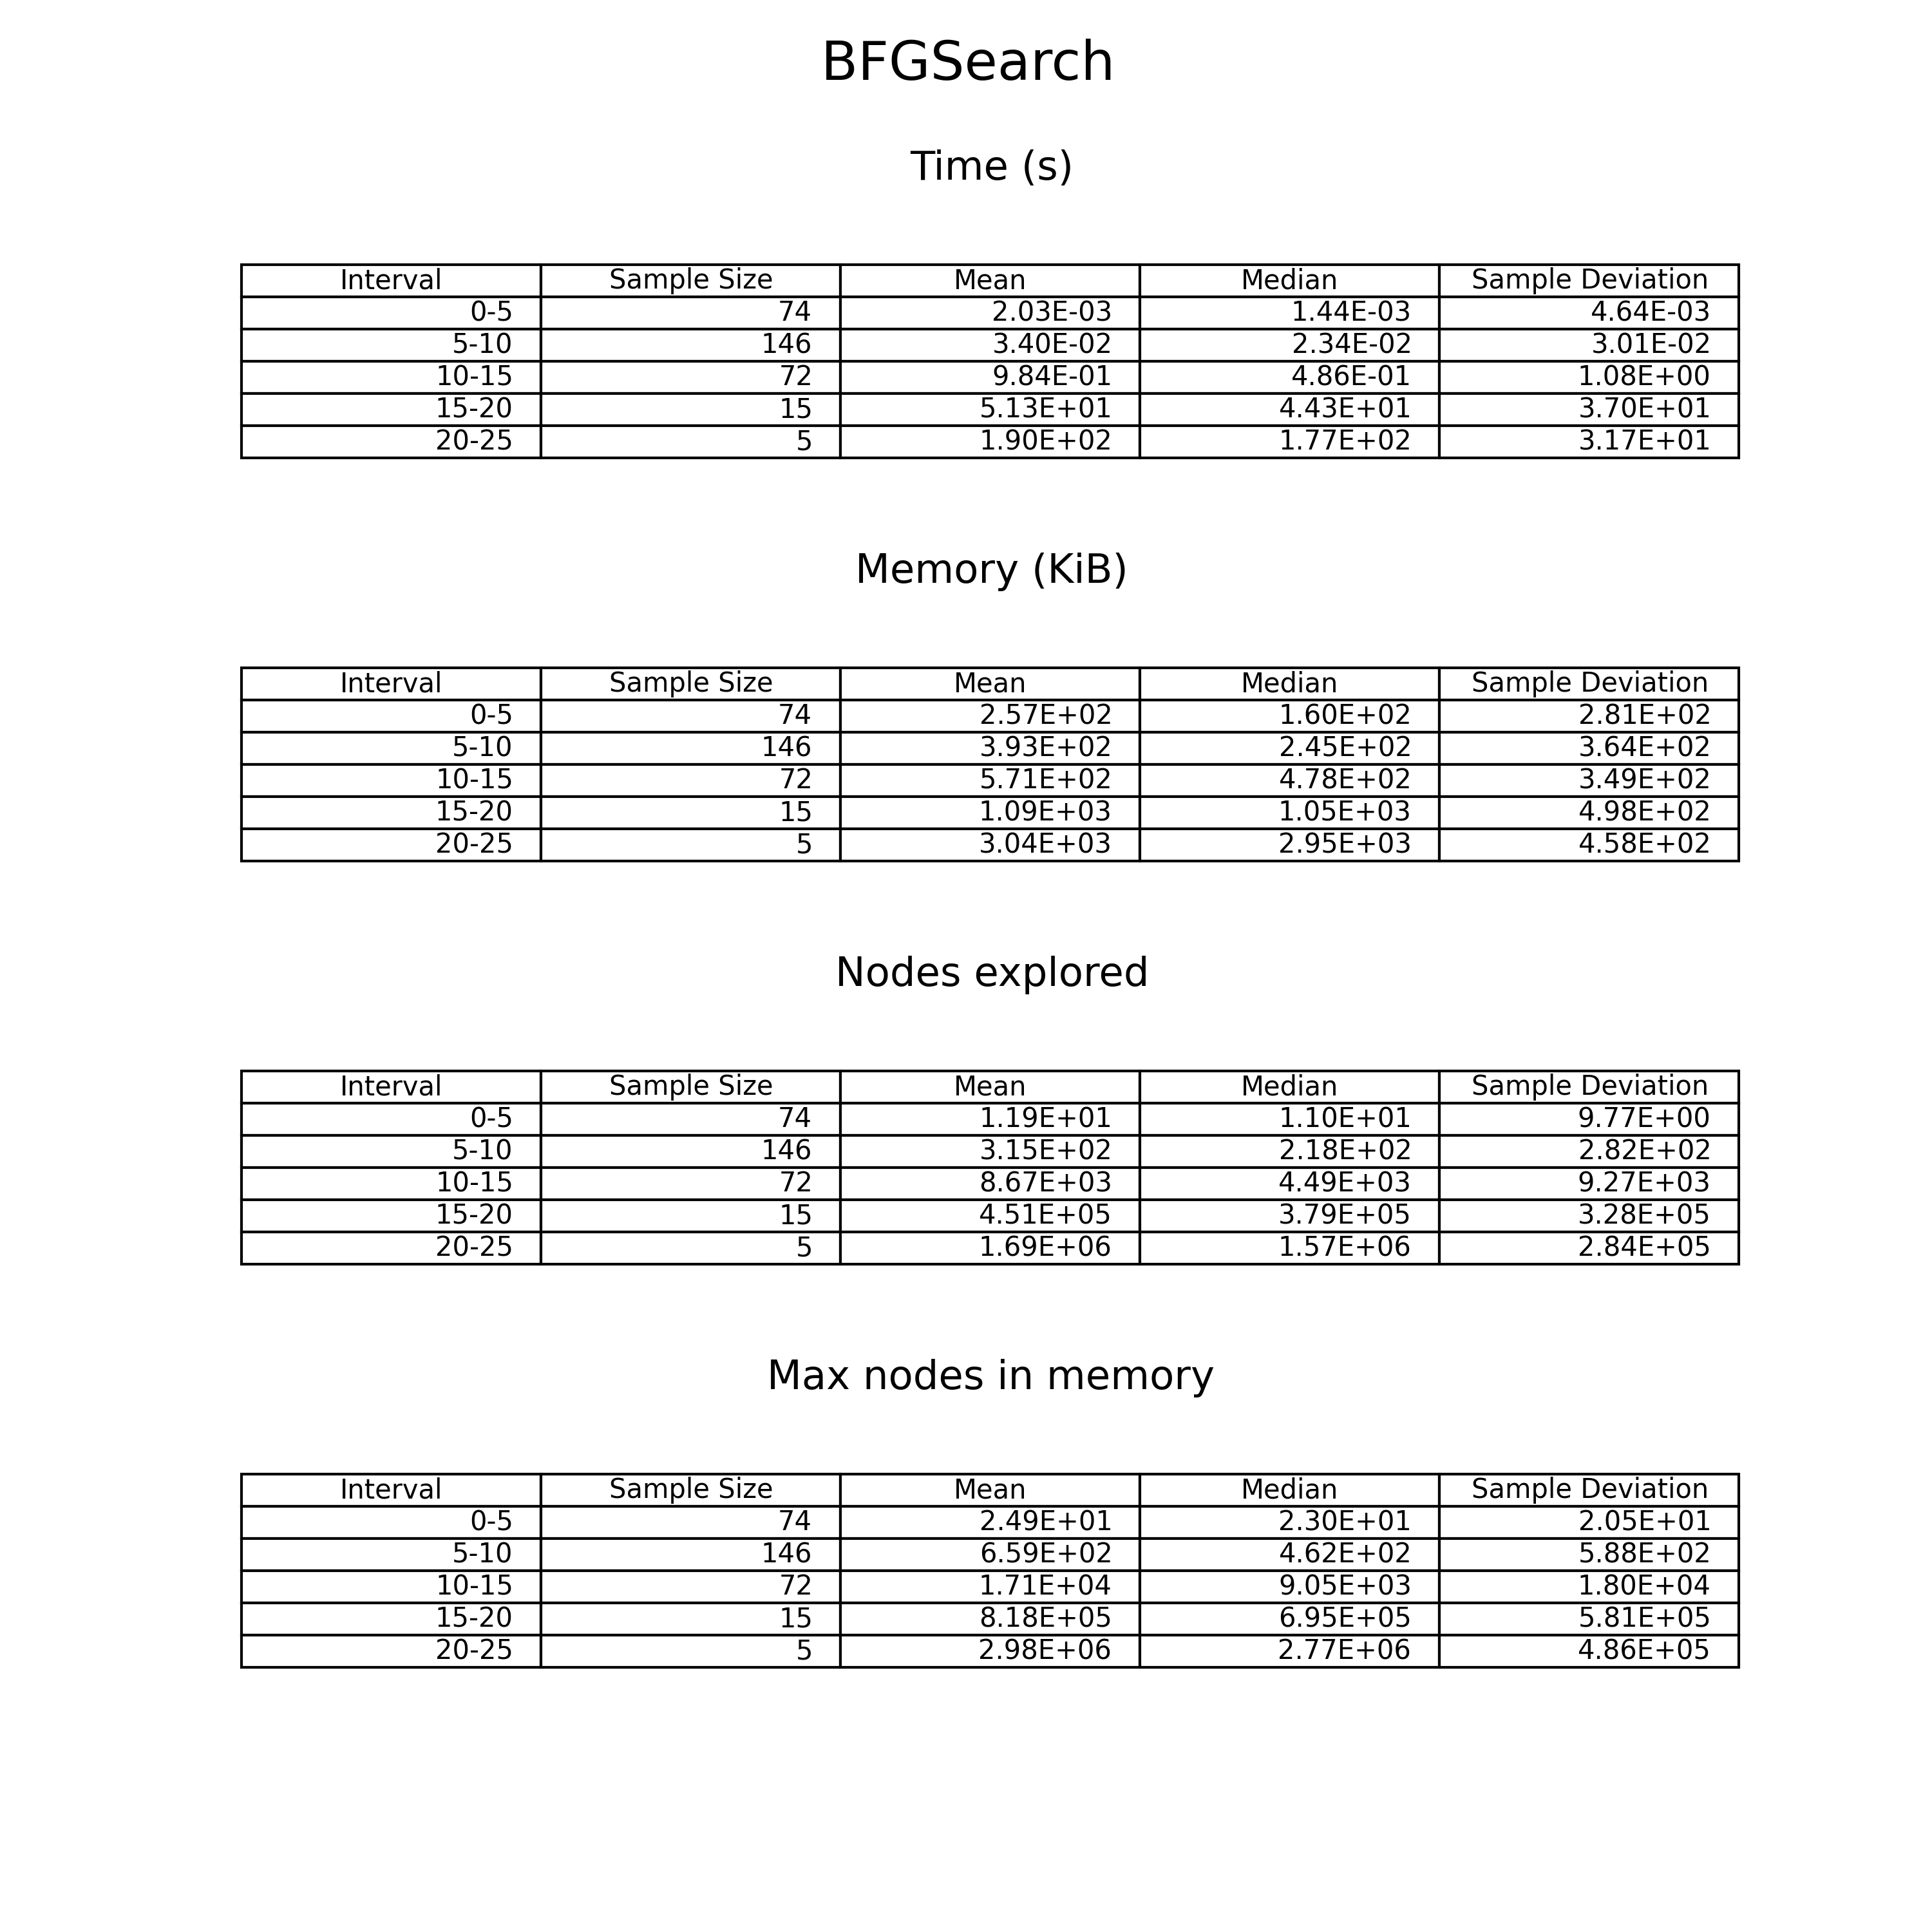 BFGSearch
Time (s)
Interval Sample Size Mean Median Sample Deviation
0-5 74 2.03E-03 1.44E-03 4.64E-03
5-10 146 3.40E-02 2.34E-02 3.01E-02
10-15 72 9.84E-01 4.86E-01 1.08E+00
15-20 15 5.13E+01 4.43E+01 3.70E+01
20-25 5 1.90E+02 1.77E+02 3.17E+01
Memory (KiB)
Interval Sample Size Mean Median Sample Deviation
0-5 74 2.57E+02 1.60E+02 2.81E+02
5-10 146 3.93E+02 2.45E+02 3.64E+02
10-15 72 5.71E+02 4.78E+02 3.49E+02
15-20 15 1.09E+03 1.05E+03 4.98E+02
20-25 5 3.04E+03 2.95E+03 4.58E+02
Nodes explored
Interval Sample Size Mean Median Sample Deviation
0-5 74 1.19E+01 1.10E+01 9.77E+00
5-10 146 3.15E+02 2.18E+02 2.82E+02
10-15 72 8.67E+03 4.49E+03 9.27E+03
15-20 15 4.51E+05 3.79E+05 3.28E+05
20-25 5 1.69E+06 1.57E+06 2.84E+05
Max nodes in memory
Interval Sample Size Mean Median Sample Deviation
0-5 74 2.49E+01 2.30E+01 2.05E+01
5-10 146 6.59E+02 4.62E+02 5.88E+02
10-15 72 1.71E+04 9.05E+03 1.80E+04
15-20 15 8.18E+05 6.95E+05 5.81E+05
20-25 5 2.98E+06 2.77E+06 4.86E+05